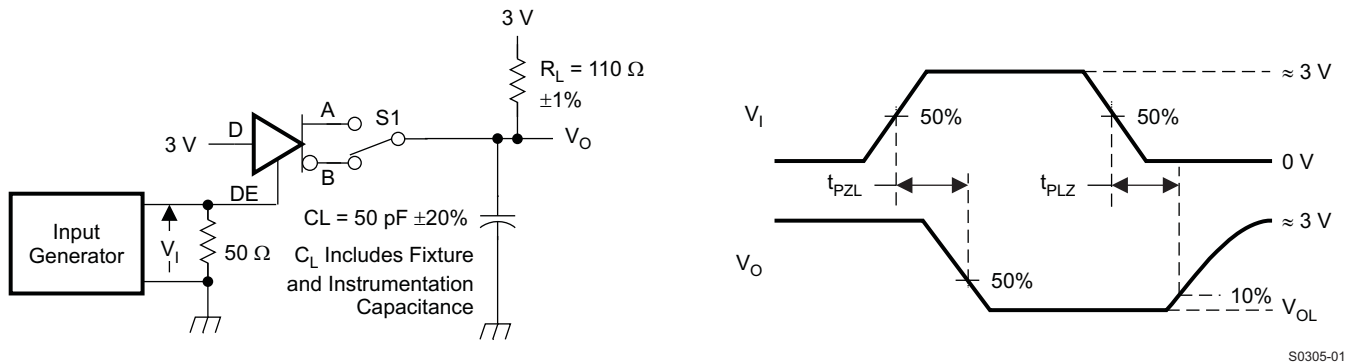 3 V
R_L = 110 Ω
±1%
A
S1
D
3 V
V_O
B
DE
Input
Generator
V_I
50 Ω
CL = 50 pF ±20%
C_L Includes Fixture
and Instrumentation
Capacitance
≈ 3 V
V_I
50%
50%
0 V
t_PZL
t_PLZ
≈ 3 V
V_O
50%
10%
V_OL
S0305-01